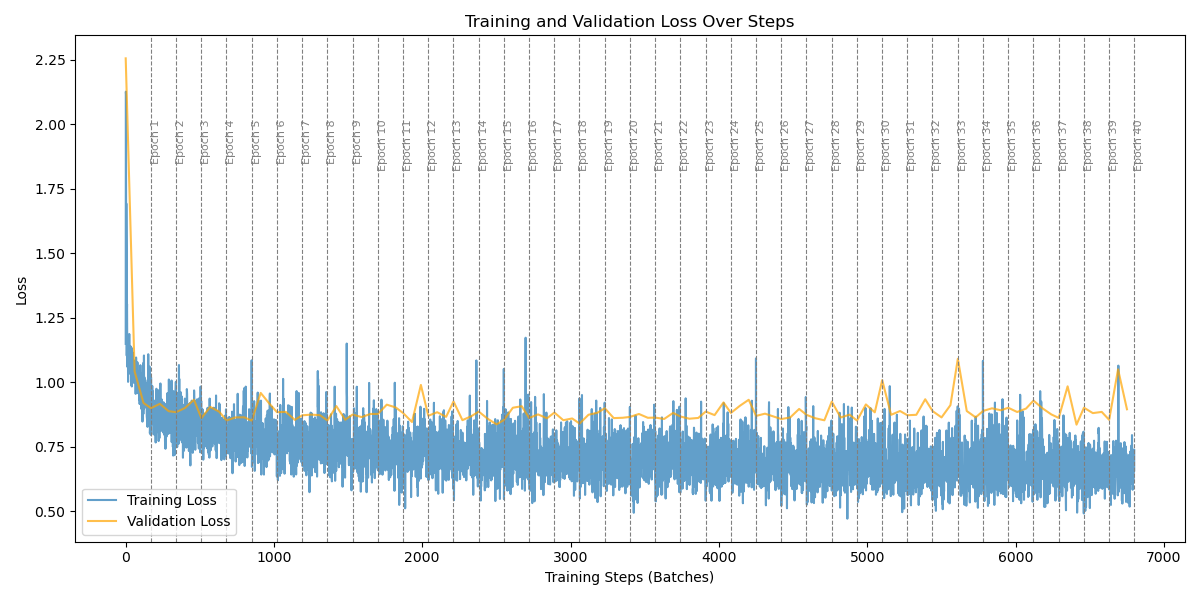 Training and Validation Loss Over Steps
Loss
2.25
2.00
1.75
1.50
1.25
1.00
0.75
0.50
Epoch 1
Epoch 2
Epoch 3
Epoch 4
Epoch 5
Epoch 6
Epoch 7
Epoch 8
Epoch 9
Epoch 10
Epoch 11
Epoch 12
Epoch 13
Epoch 14
Epoch 15
Epoch 16
Epoch 17
Epoch 18
Epoch 19
Epoch 20
Epoch 21
Epoch 22
Epoch 23
Epoch 24
Epoch 25
Epoch 26
Epoch 27
Epoch 28
Epoch 29
Epoch 30
Epoch 31
Epoch 32
Epoch 33
Epoch 34
Epoch 35
Epoch 36
Epoch 37
Epoch 38
Epoch 39
Epoch 40
Training Loss
Validation Loss
0 1000 2000 3000 4000 5000 6000 7000
Training Steps (Batches)